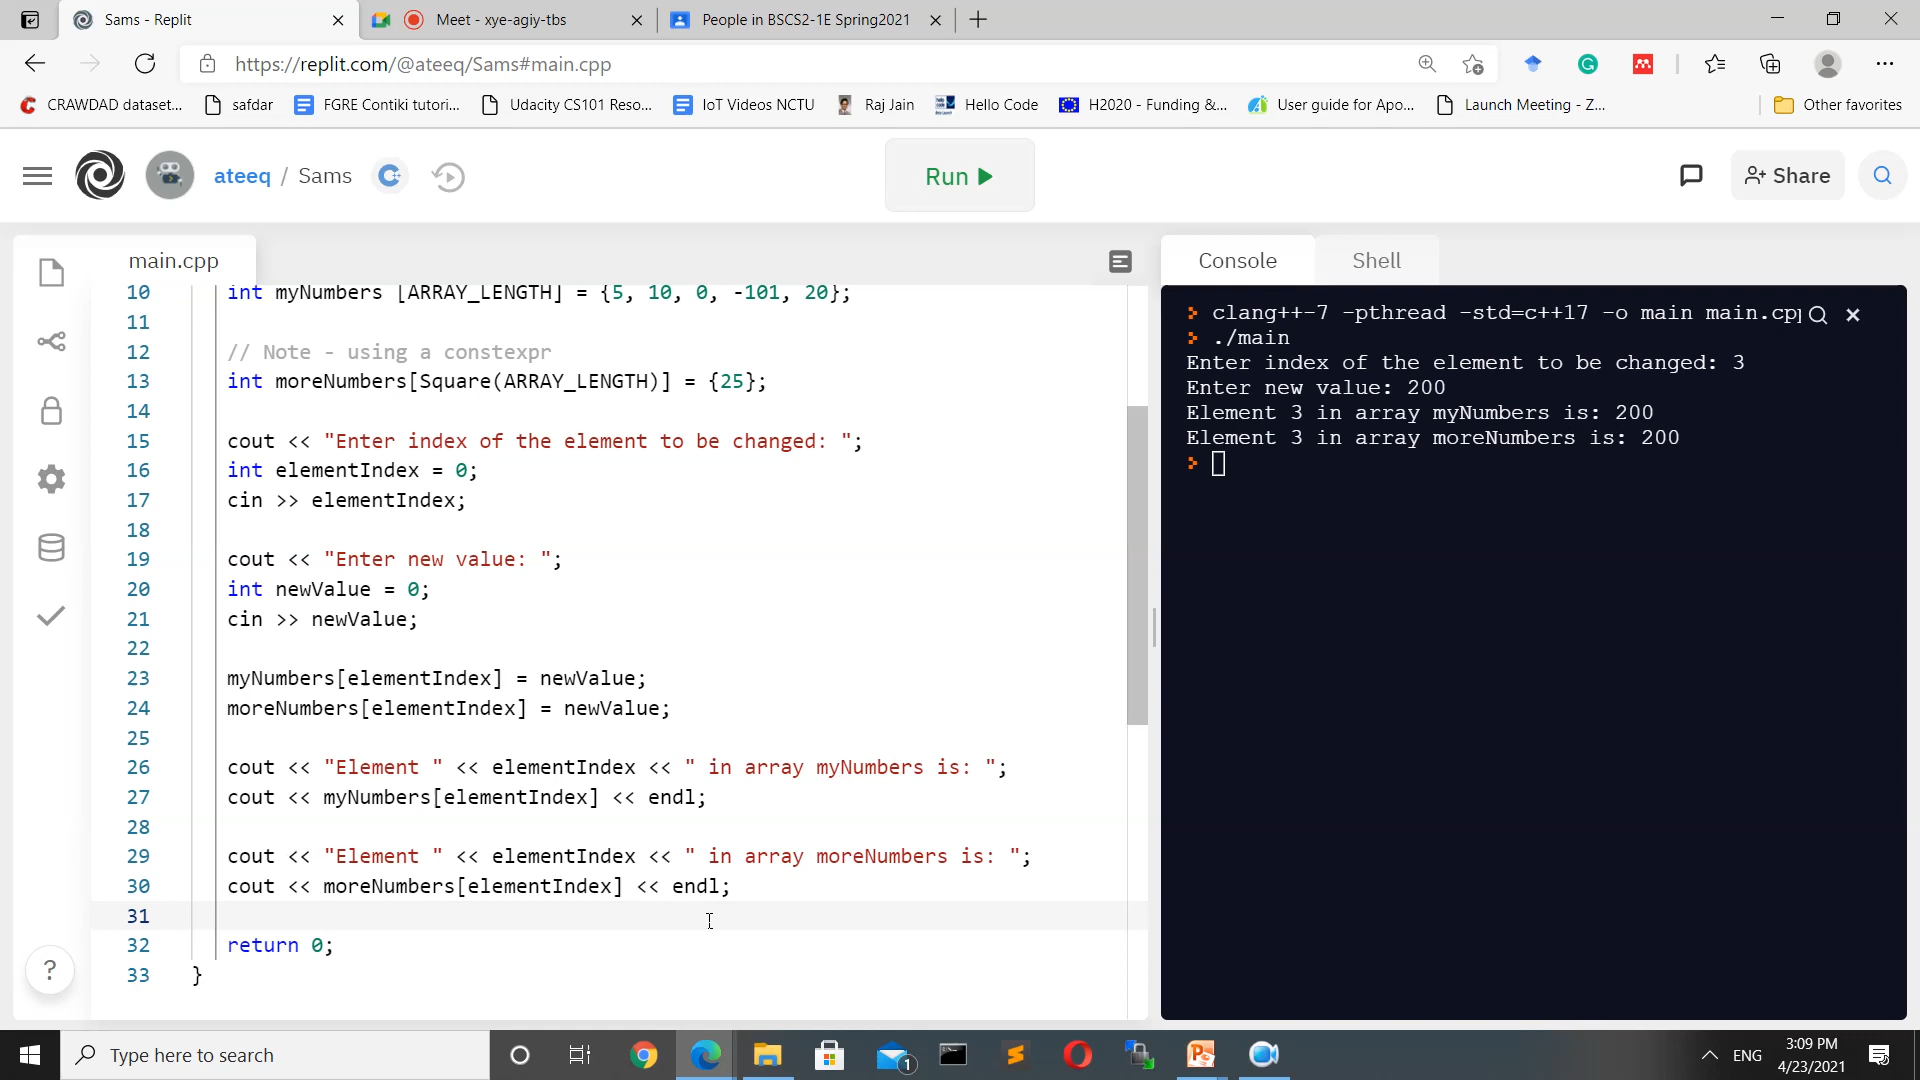 Sams - Replit
Meet - xye-agiy-tbs
People in BSCS2-1E Spring2021
https://replit.com/@ateeq/Sams#main.cpp
CRAWDAD dataset...
safdar
FGRE Contiki tutori...
Udacity CS101 Reso...
IoT Videos NCTU
Raj Jain
Hello Code
H2020 - Funding &...
User guide for Apo...
Launch Meeting - Z...
Other favorites
ateeq / Sams
Run
Share
main.cpp
10 int myNumbers [ARRAY_LENGTH] = {5, 10, 0, -101, 20};
11
12 // Note - using a constexpr
13 int moreNumbers[Square(ARRAY_LENGTH)] = {25};
14
15 cout << "Enter index of the element to be changed: ";
16 int elementIndex = 0;
17 cin >> elementIndex;
18
19 cout << "Enter new value: ";
20 int newValue = 0;
21 cin >> newValue;
22
23 myNumbers[elementIndex] = newValue;
24 moreNumbers[elementIndex] = newValue;
25
26 cout << "Element " << elementIndex << " in array myNumbers is: ";
27 cout << myNumbers[elementIndex] << endl;
28
29 cout << "Element " << elementIndex << " in array moreNumbers is: ";
30 cout << moreNumbers[elementIndex] << endl;
31
32 return 0;
33 }
?
Console
Shell
clang++-7 -pthread -std=c++17 -o main main.cp
./main
Enter index of the element to be changed: 3
Enter new value: 200
Element 3 in array myNumbers is: 200
Element 3 in array moreNumbers is: 200
Type here to search
1
ENG
3:09 PM
4/23/2021